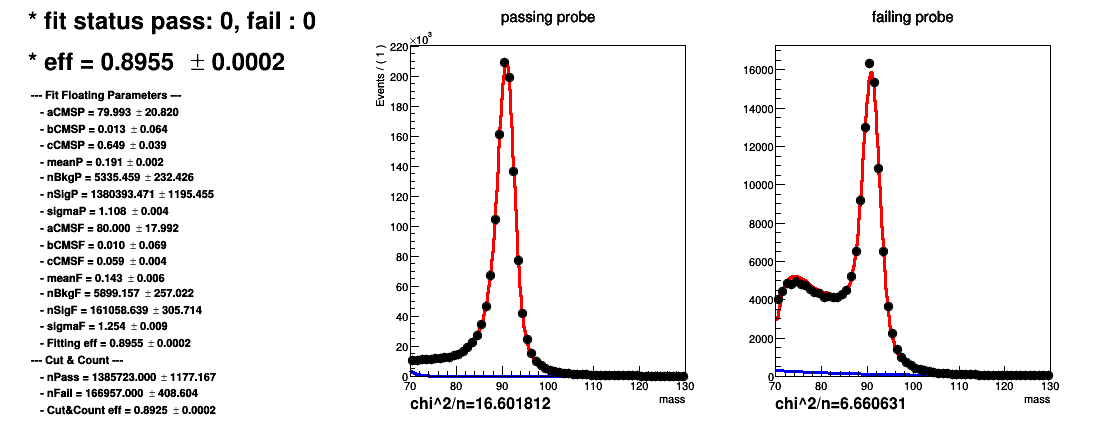 * fit status pass: 0, fail : 0
* eff = 0.8955 ± 0.0002
--- Fit Floating Parameters ---
- aCMSP = 79.993 ± 20.820
- bCMSP = 0.013 ± 0.064
- cCMSP = 0.649 ± 0.039
- meanP = 0.191 ± 0.002
- nBkgP = 5335.459 ± 232.426
- nSigP = 1380393.471 ± 1195.455
- sigmaP = 1.108 ± 0.004
- aCMSF = 80.000 ± 17.992
- bCMSF = 0.010 ± 0.069
- cCMSF = 0.059 ± 0.004
- meanF = 0.143 ± 0.006
- nBkgF = 5899.157 ± 257.022
- nSigF = 161058.639 ± 305.714
- sigmaF = 1.254 ± 0.009
- Fitting eff = 0.8955 ± 0.0002
--- Cut & Count ---
- nPass = 1385723.000 ± 1177.167
- nFail = 166957.000 ± 408.604
- Cut&Count eff = 0.8925 ± 0.0002
passing probe
×10³
Events / ( 1 )
220
200
180
160
140
120
100
80
60
40
20
0
70 80 90 100 110 120 130
mass
chi^2/n=16.601812
failing probe
16000
14000
12000
10000
8000
6000
4000
2000
0
70 80 90 100 110 120 130
mass
chi^2/n=6.660631